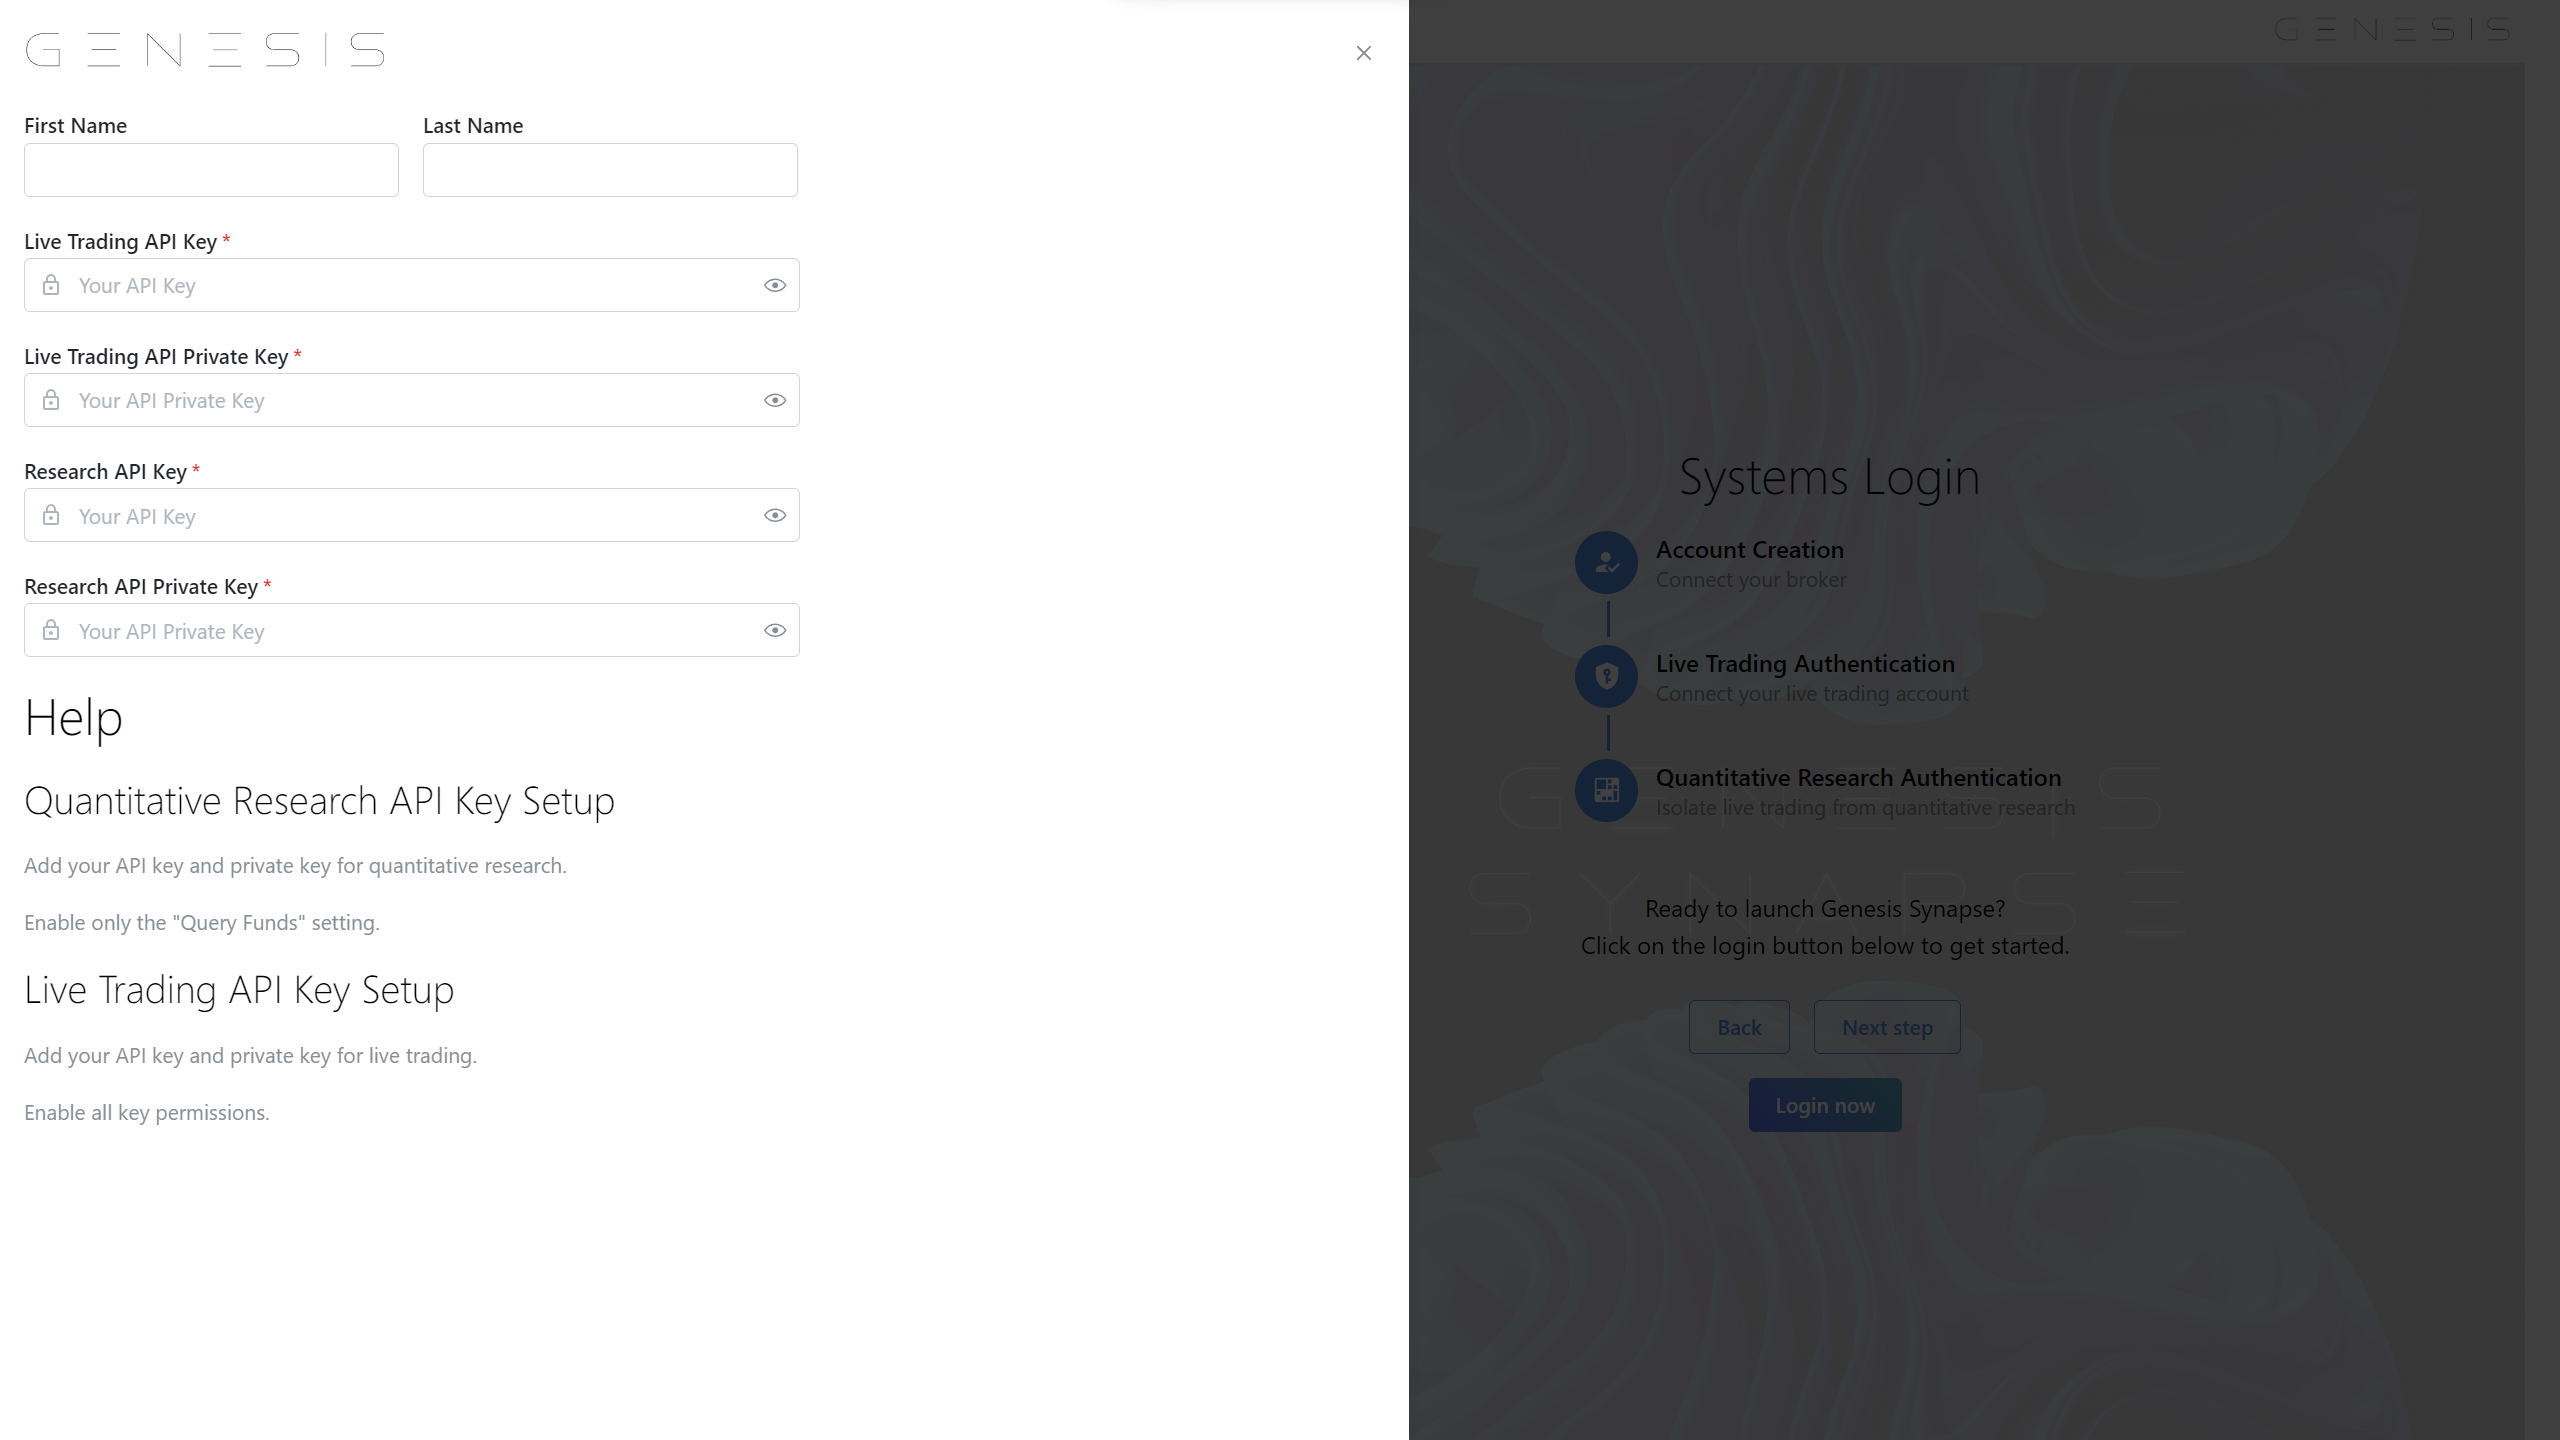 GENESIS
First Name
Last Name
Live Trading API Key *
Your API Key
Live Trading API Private Key *
Your API Private Key
Research API Key *
Your API Key
Research API Private Key *
Your API Private Key
Help
Quantitative Research API Key Setup
Add your API key and private key for quantitative research.
Enable only the "Query Funds" setting.
Live Trading API Key Setup
Add your API key and private key for live trading.
Enable all key permissions.
GENESIS
Systems Login
Account Creation
Connect your broker
Live Trading Authentication
Connect your live trading account
Quantitative Research Authentication
Isolate live trading from quantitative research
GENESIS
SYNAPSE
Ready to launch Genesis Synapse?
Click on the login button below to get started.
Back
Next step
Login now